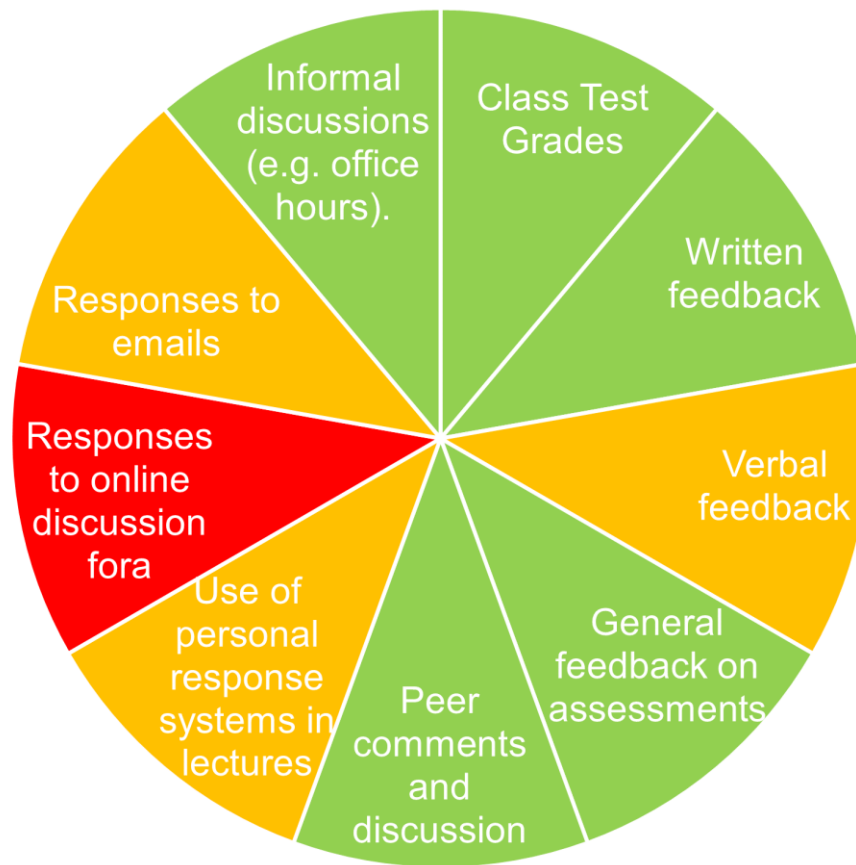 Informal
discussions
(e.g. office
hours).
Class Test
Grades
Written
feedback
Verbal
feedback
General
feedback on
assessments
Peer
comments
and
discussion
Use of
personal
response
systems in
lectures
Responses
to online
discussion
fora
Responses to
emails